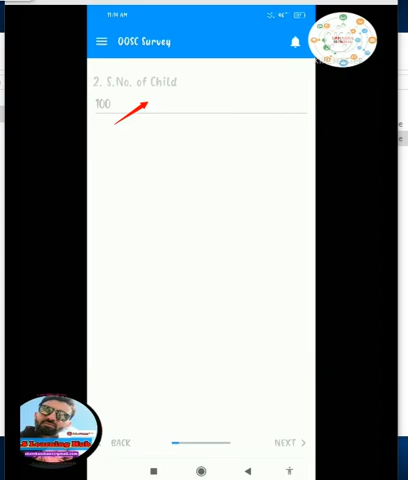 11:14 AM
OOSC Survey
2. S.No. of Child
100
S Learning Hub
BACK
NEXT